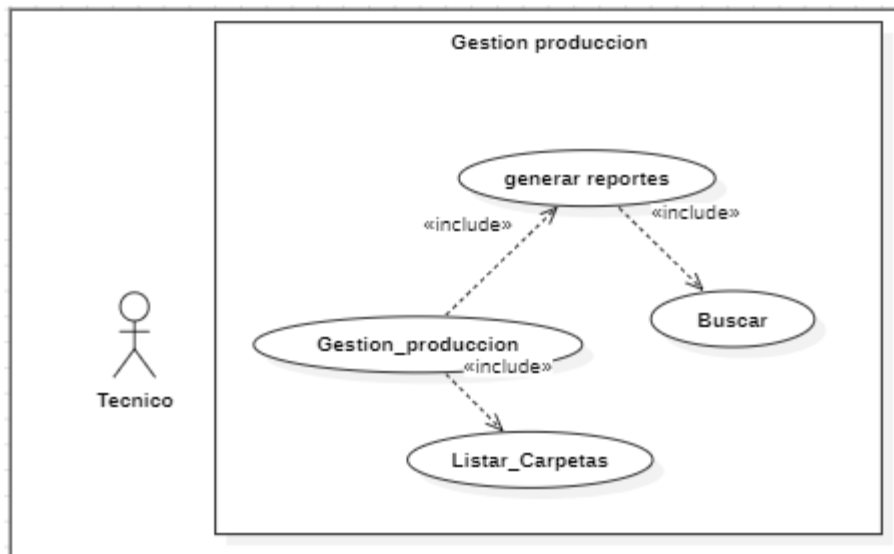 Gestion produccion
generar reportes
«include»
«include»
Buscar
Gestion_produccion
«include»
Tecnico
Listar_Carpetas